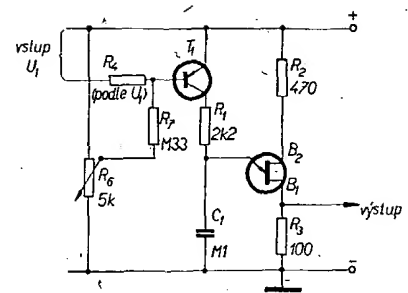 +
vstup
U₁
T₁
R₄
(podle U₁)
R₂
470
R₇
M33
R₁
2k2
B₂
B₁
R₆
5k
výstup
C₁
M1
R₃
100
−